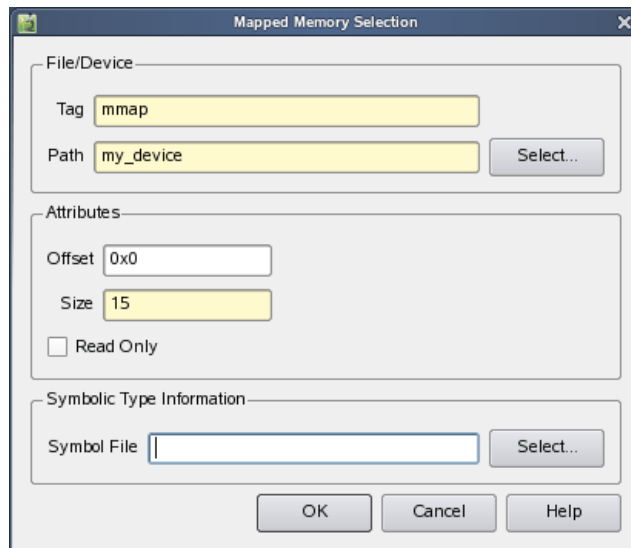 Mapped Memory Selection
File/Device
Tag mmap
Path my_device Select...
Attributes
Offset 0x0
Size 15
Read Only
Symbolic Type Information
Symbol File Select...
OK Cancel Help